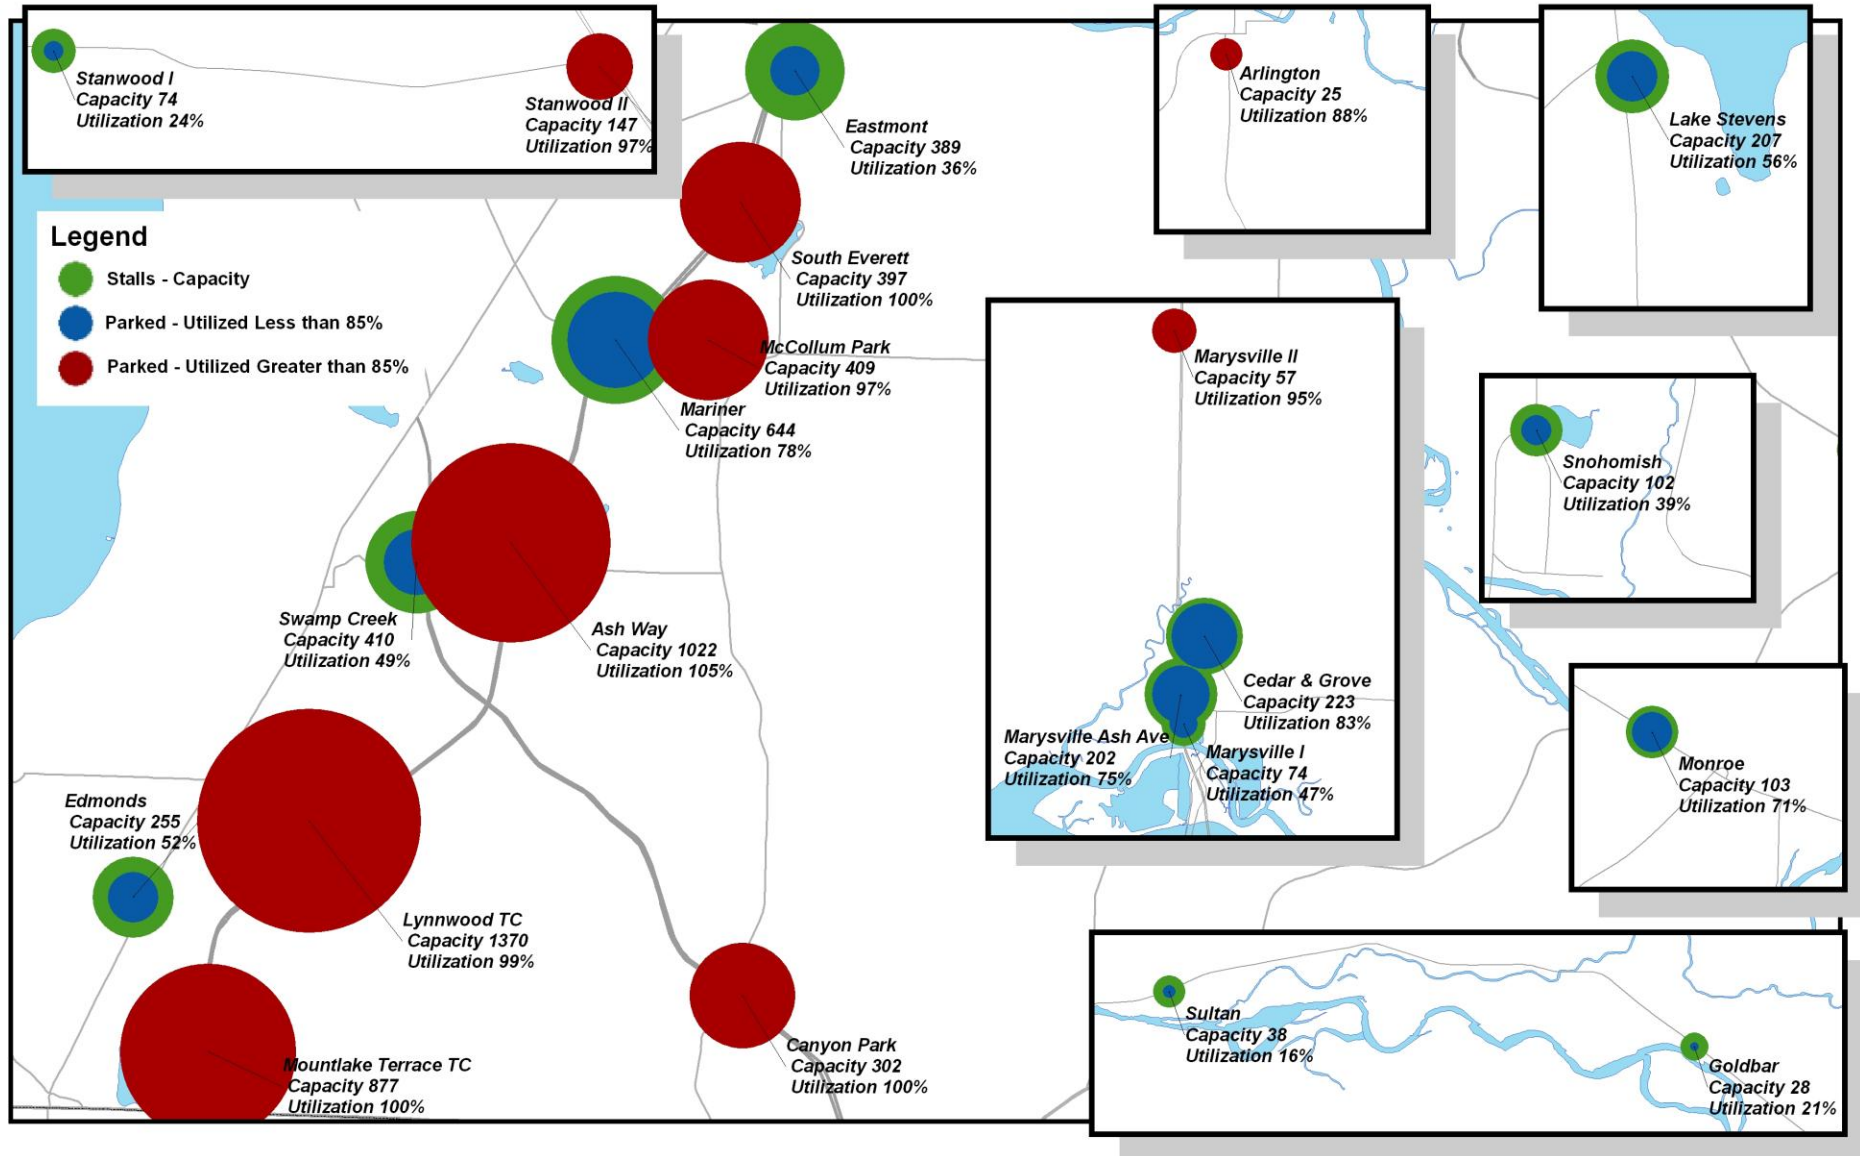 Stanwood I
Capacity 74
Utilization 24%
Stanwood II
Capacity 147
Utilization 97%
Eastmont
Capacity 389
Utilization 36%
Arlington
Capacity 25
Utilization 88%
Lake Stevens
Capacity 207
Utilization 56%
Legend
Stalls - Capacity
Parked - Utilized Less than 85%
Parked - Utilized Greater than 85%
South Everett
Capacity 397
Utilization 100%
McCollum Park
Capacity 409
Utilization 97%
Mariner
Capacity 644
Utilization 78%
Marysville II
Capacity 57
Utilization 95%
Snohomish
Capacity 102
Utilization 39%
Swamp Creek
Capacity 410
Utilization 49%
Ash Way
Capacity 1022
Utilization 105%
Cedar & Grove
Capacity 223
Utilization 83%
Marysville Ash Ave
Capacity 202
Utilization 75%
Marysville I
Capacity 74
Utilization 47%
Monroe
Capacity 103
Utilization 71%
Edmonds
Capacity 255
Utilization 52%
Lynnwood TC
Capacity 1370
Utilization 99%
Mountlake Terrace TC
Capacity 877
Utilization 100%
Canyon Park
Capacity 302
Utilization 100%
Sultan
Capacity 38
Utilization 16%
Goldbar
Capacity 28
Utilization 21%